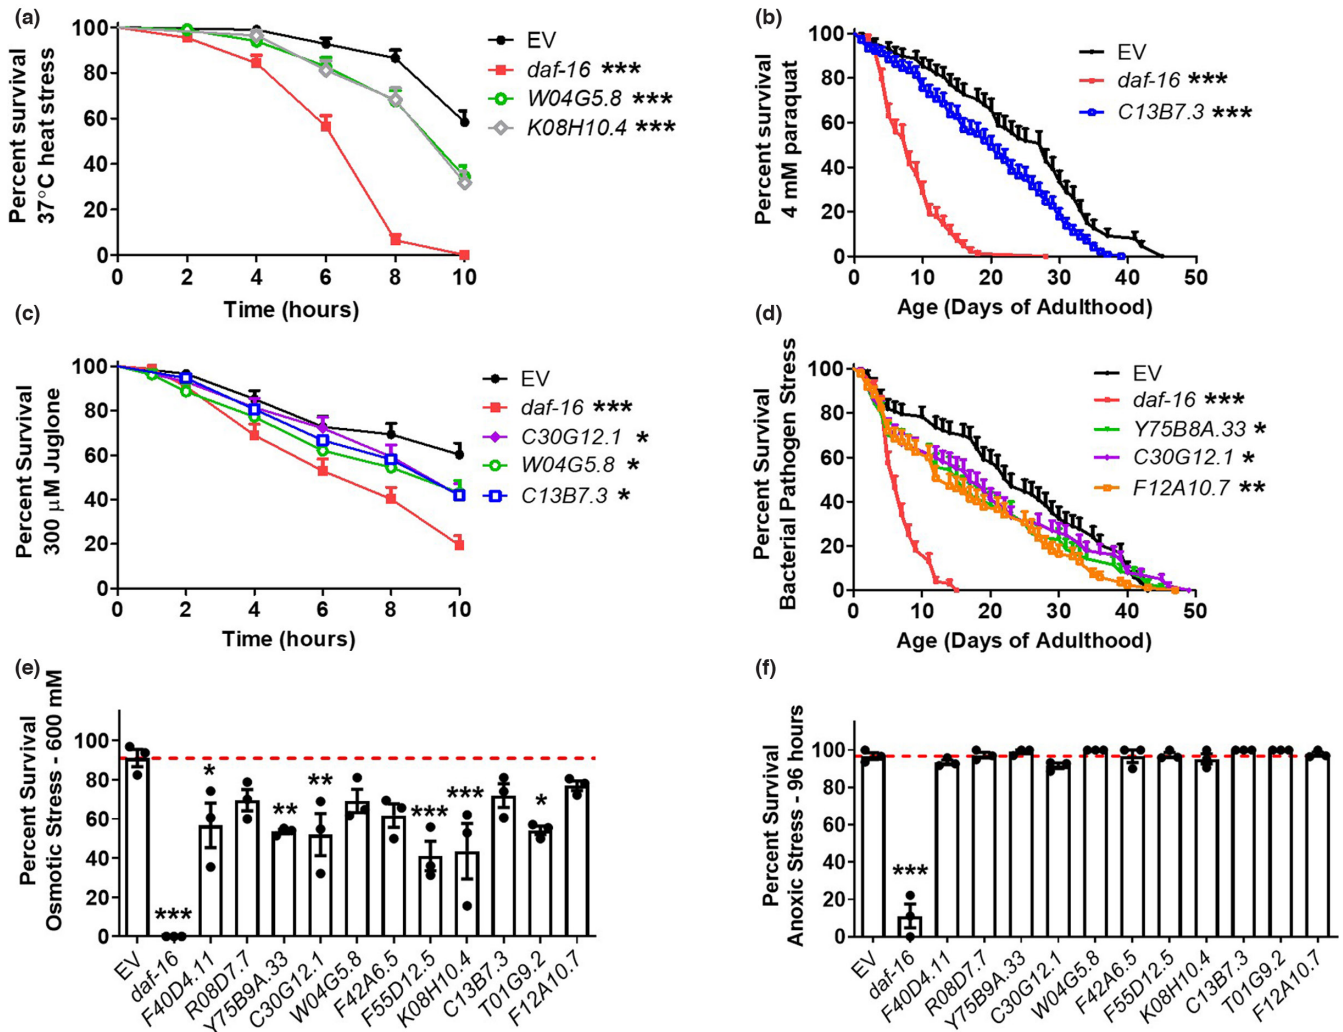 (a)
Percent survival
37°C heat stress
100
80
60
40
20
0
0 2 4 6 8 10
Time (hours)
EV
daf-16 ***
W04G5.8 ***
K08H10.4 ***
(b)
Percent survival
4 mM paraquat
100
80
60
40
20
0
0 10 20 30 40 50
Age (Days of Adulthood)
EV
daf-16 ***
C13B7.3 ***
(c)
Percent Survival
300 μM Juglone
100
80
60
40
20
0
0 2 4 6 8 10
Time (hours)
EV
daf-16 ***
C30G12.1 *
W04G5.8 *
C13B7.3 *
(d)
Percent Survival
Bacterial Pathogen Stress
100
80
60
40
20
0
0 10 20 30 40 50
Age (Days of Adulthood)
EV
daf-16 ***
Y75B8A.33 *
C30G12.1 *
F12A10.7 **
(e)
Percent Survival
Osmotic Stress - 600 mM
100
80
60
40
20
0
*** * ** ** *** *** *
EV
daf-16
F40D4.11
R08D7.7
Y75B9A.33
C30G12.1
W04G5.8
F42A6.5
F55D12.5
K08H10.4
C13B7.3
T01G9.2
F12A10.7
(f)
Percent Survival
Anoxic Stress - 96 hours
100
80
60
40
20
0
***
EV
daf-16
F40D4.11
R08D7.7
Y75B9A.33
C30G12.1
W04G5.8
F42A6.5
F55D12.5
K08H10.4
C13B7.3
T01G9.2
F12A10.7